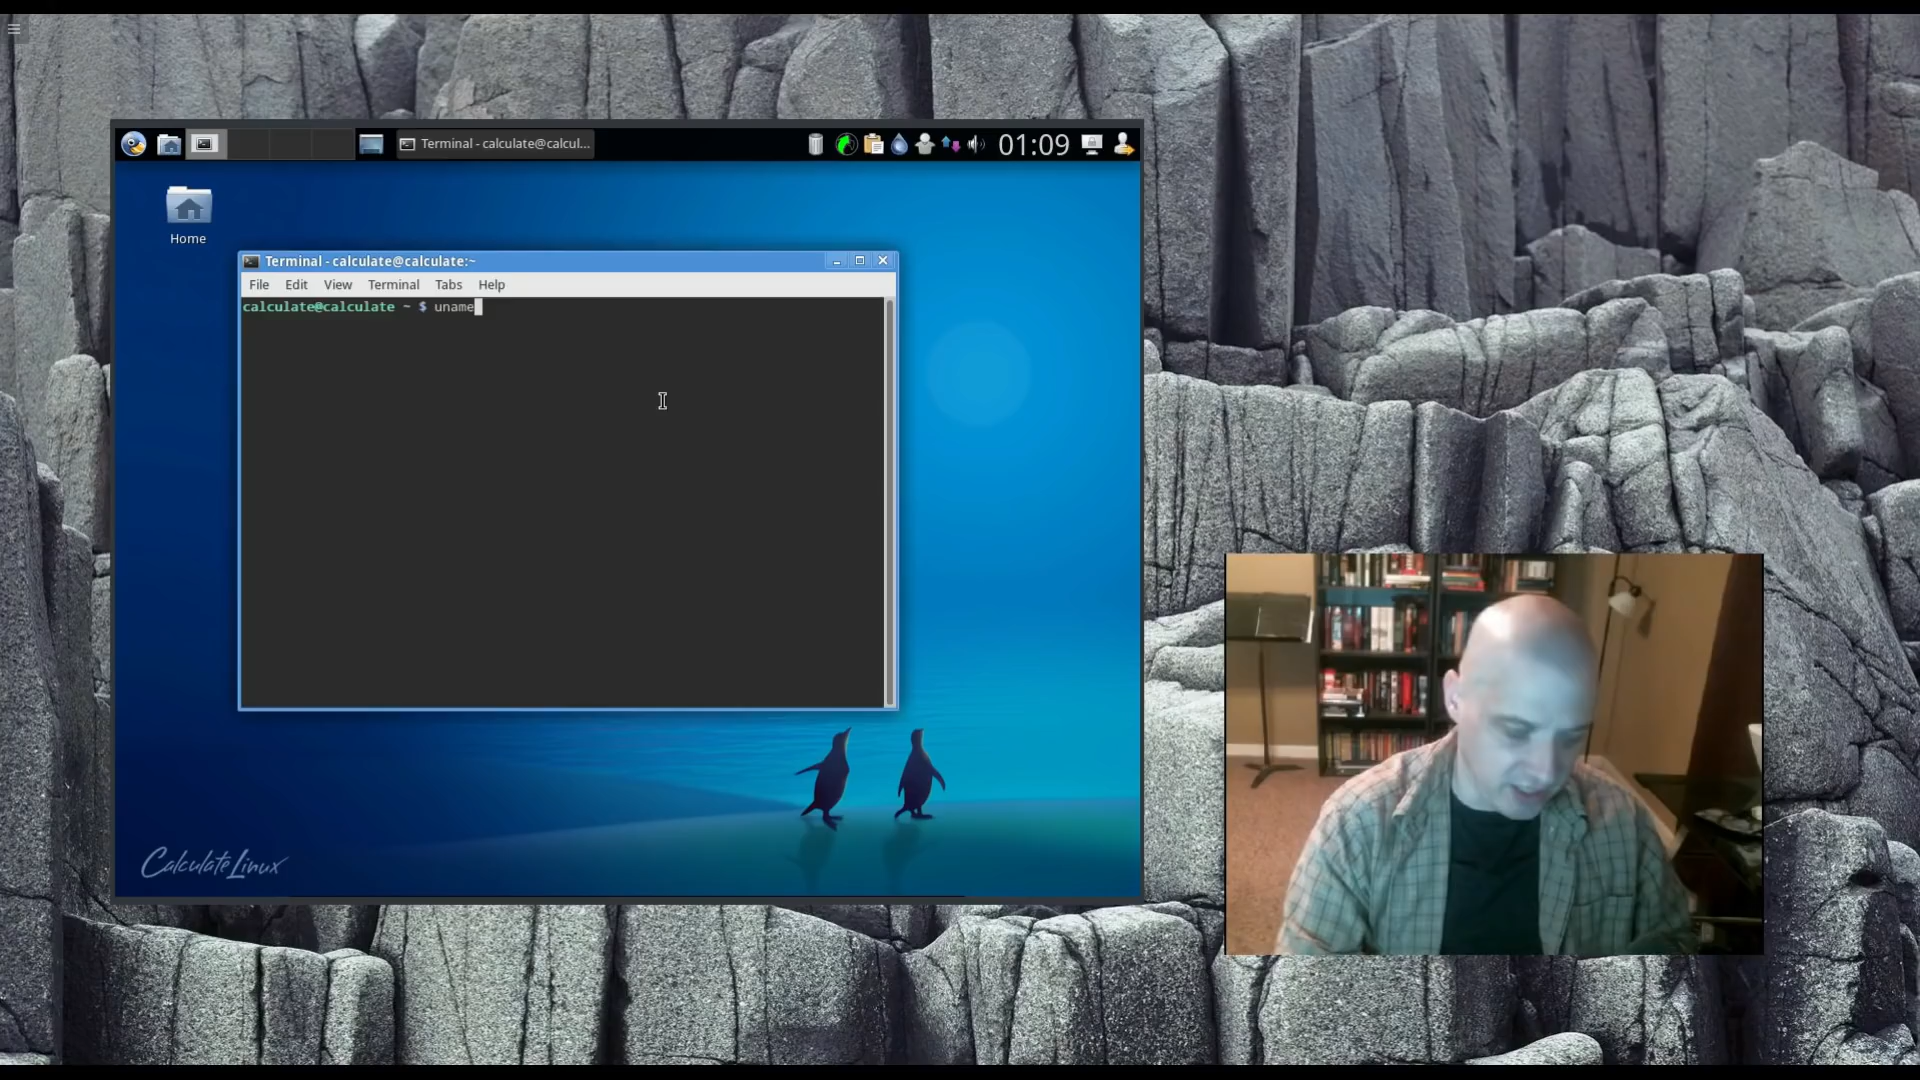 Terminal - calculate@calcul...
01:09
Home
Terminal - calculate@calculate:~
File Edit View Terminal Tabs Help
calculate@calculate ~ $ uname
Calculate Linux